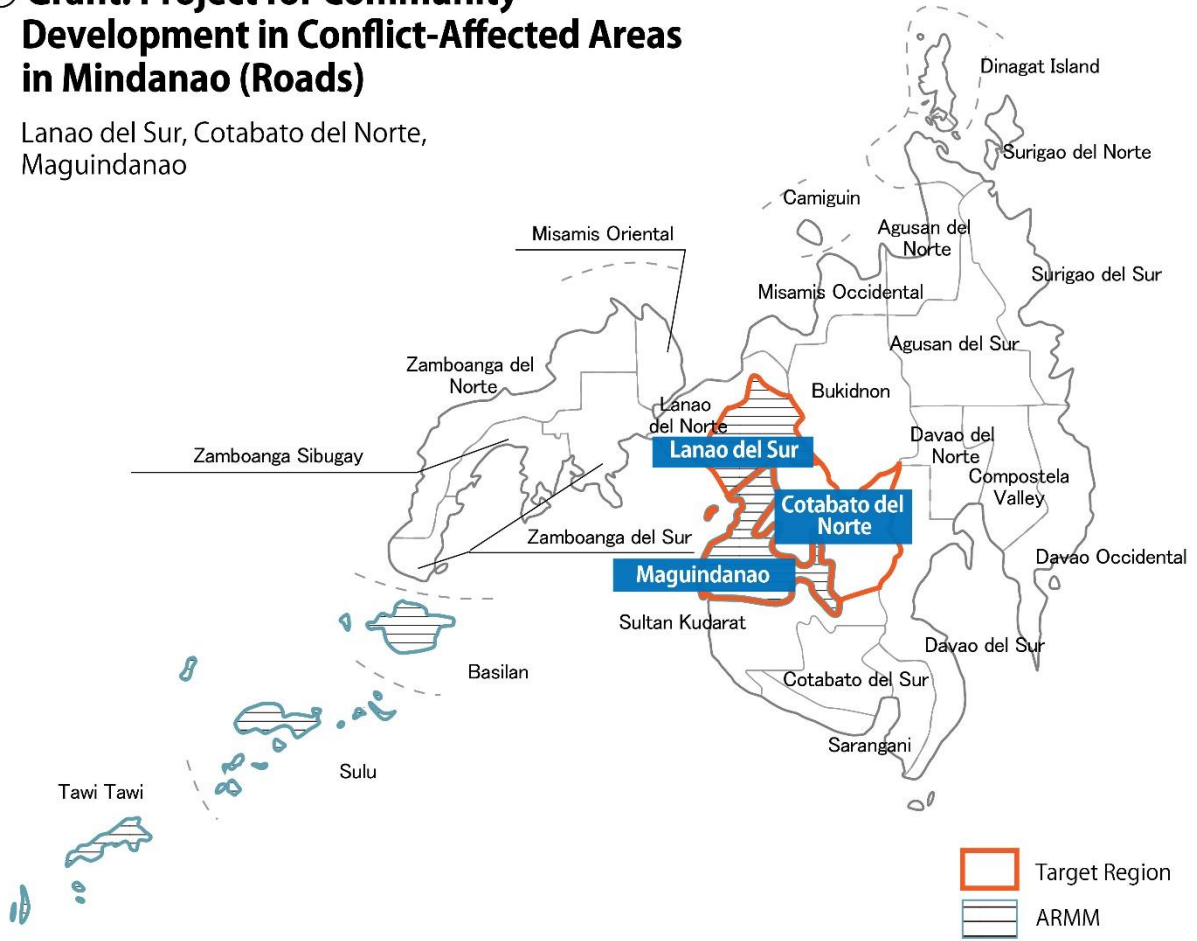 Grant: Project for Community
Development in Conflict-Affected Areas
in Mindanao (Roads)
Lanao del Sur, Cotabato del Norte,
Maguindanao
Dinagat Island
Surigao del Norte
Camiguin
Agusan del
Norte
Misamis Oriental
Surigao del Sur
Misamis Occidental
Agusan del Sur
Zamboanga del
Norte
Bukidnon
Lanao
del Norte
Davao del
Norte
Lanao del Sur
Zamboanga Sibugay
Compostela
Valley
Cotabato del
Norte
Zamboanga del Sur
Davao Occidental
Maguindanao
Sultan Kudarat
Davao del Sur
Basilan
Cotabato del Sur
Sarangani
Sulu
Tawi Tawi
Target Region
ARMM